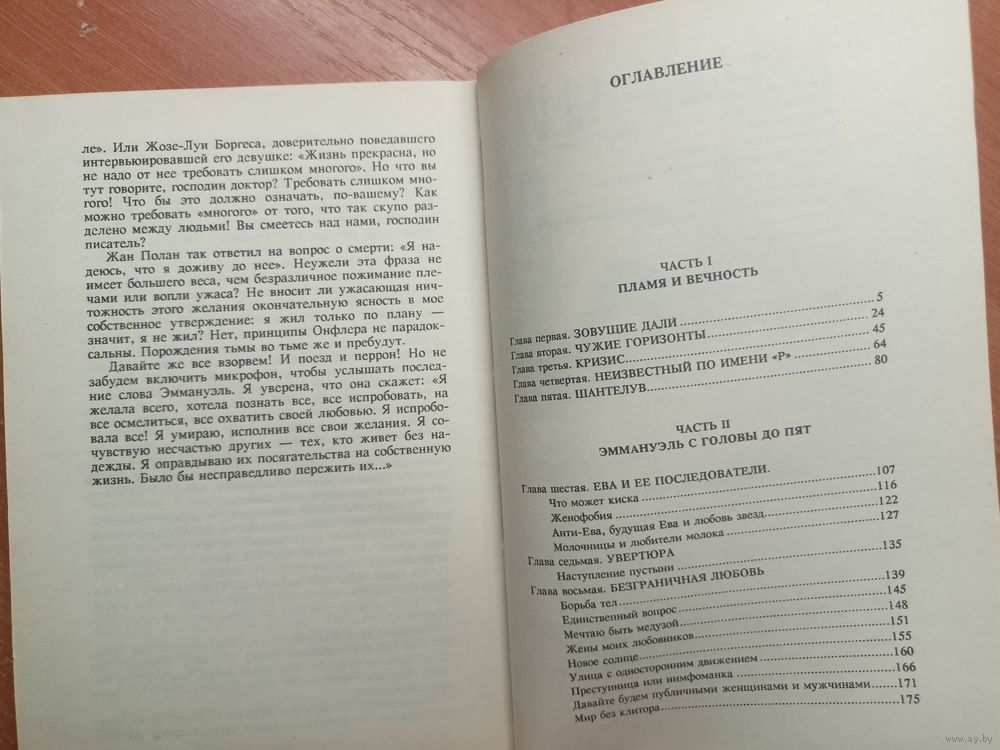 ле». Или Жозе-Луи Боргеса, доверительно поведавшего
интервьюировавшей его девушке: «Жизнь прекрасна, но
не надо от нее требовать слишком многого». Но что вы
тут говорите, господин доктор? Требовать слишком мно-
гого! Что бы это должно означать, по-вашему? Как
можно требовать «многого» от того, что так скупо раз-
делено между людьми! Вы смеетесь над нами, господин
писатель?
Жан Полан так ответил на вопрос о смерти: «Я на-
деюсь, что я доживу до нее». Неужели эта фраза не
имеет большего веса, чем безразличное пожимание пле-
чами или вопли ужаса? Не вносит ли ужасающая нич-
тожность этого желания окончательную ясность в мое
собственное утверждение: я жил только по плану —
значит, я не жил? Нет, принципы Онфлера не парадок-
сальны. Порождения тьмы во тьме же и пребудут.
Давайте же все взорвем! И поезд и перрон! Но не
забудем включить микрофон, чтобы услышать послед-
ние слова Эммануэль. Я уверена, что она скажет: «Я
желала всего, хотела познать все, все испробовать, на
все осмелиться, все охватить своей любовью. Я испробо-
вала все! Я умираю, исполнив все свои желания. Я со-
чувствую несчастью других — тех, кто живет без на-
дежды. Я оправдываю их посягательства на собственную
жизнь. Было бы несправедливо пережить их...»
ОГЛАВЛЕНИЕ
ЧАСТЬ I
ПЛАМЯ И ВЕЧНОСТЬ
Глава первая. ЗОВУЩИЕ ДАЛИ 5
Глава вторая. ЧУЖИЕ ГОРИЗОНТЫ 24
Глава третья. КРИЗИС 45
Глава четвертая. НЕИЗВЕСТНЫЙ ПО ИМЕНИ «Р» 64
Глава пятая. ШАНТЕЛУВ 80
ЧАСТЬ II
ЭММАНУЭЛЬ С ГОЛОВЫ ДО ПЯТ
Глава шестая. ЕВА И ЕЕ ПОСЛЕДОВАТЕЛИ. 107
Что может киска 116
Женофобия 122
Анти-Ева, будущая Ева и любовь звезд 127
Молочницы и любители молока
Глава седьмая. УВЕРТЮРА 135
Наступление пустыни
Глава восьмая. БЕЗГРАНИЧНАЯ ЛЮБОВЬ 139
Борьба тел 145
Единственный вопрос 148
Мечтаю быть медузой 151
Жены моих любовников 155
Новое солнце 160
Улица с односторонним движением 166
Преступница или нимфоманка 171
Давайте будем публичными женщинами и мужчинами 175
Мир без клитора
www.ay.by